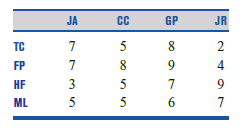 JA CC GP JR
TC 7 5 8 2
FP 7 8 9 4
HF 3 5 7 9
ML 5 5 6 7